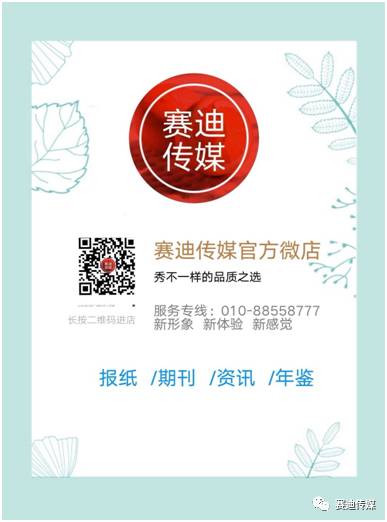 赛迪
传媒
赛迪传媒官方微店
秀不一样的品质之选
长按二维码进店
服务专线：010-88558777
新形象 新体验 新感觉
报纸 /期刊 /资讯 /年鉴
赛迪传媒